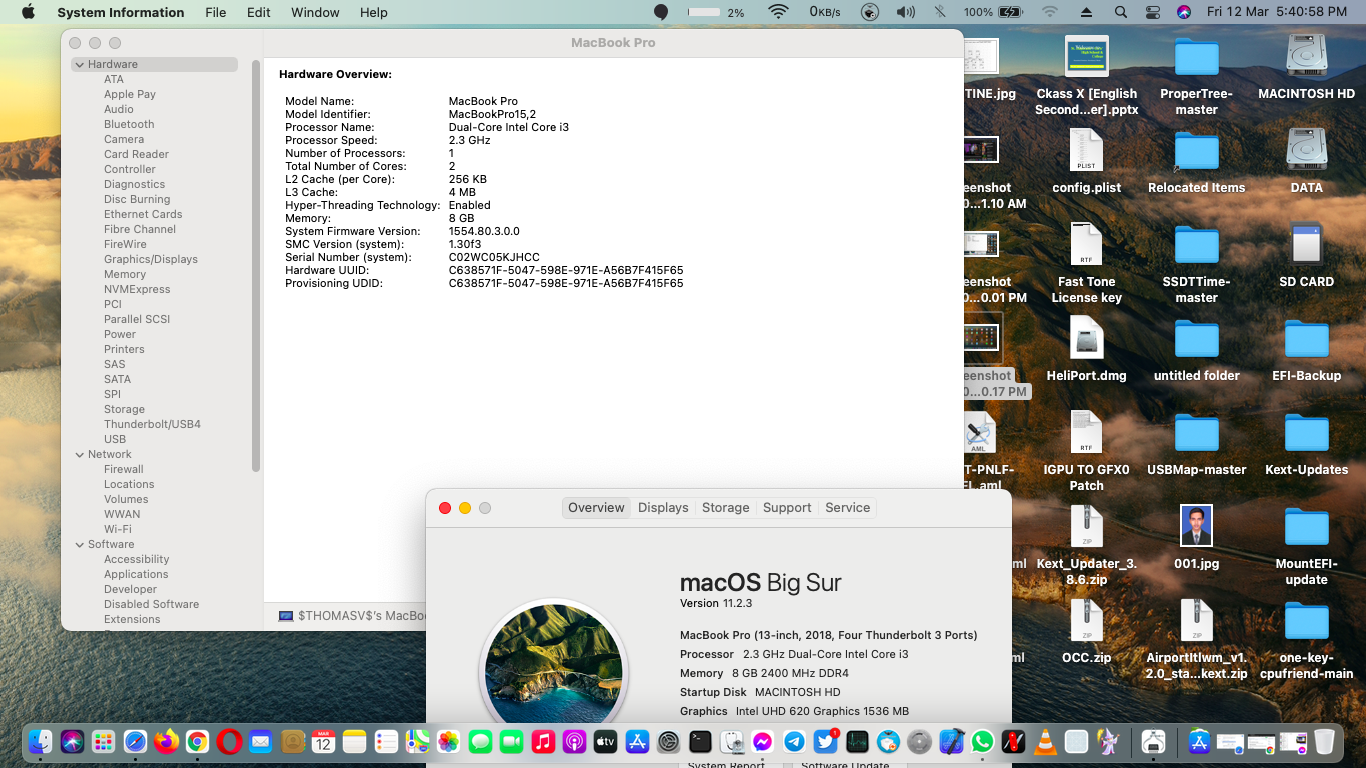 System Information File Edit Window Help
2% 0KB/s 100% Fri 12 Mar 5:40:58 PM
MacBook Pro
Hardware
ATA
Apple Pay
Audio
Bluetooth
Camera
Card Reader
Controller
Diagnostics
Disc Burning
Ethernet Cards
Fibre Channel
FireWire
Graphics/Displays
Memory
NVMExpress
PCI
Parallel SCSI
Power
Printers
SAS
SATA
SPI
Storage
Thunderbolt/USB4
USB
Network
Firewall
Locations
Volumes
WWAN
Wi-Fi
Software
Accessibility
Applications
Developer
Disabled Software
Extensions
Hardware Overview:
Model Name: MacBook Pro
Model Identifier: MacBookPro15,2
Processor Name: Dual-Core Intel Core i3
Processor Speed: 2.3 GHz
Number of Processors: 1
Total Number of Cores: 2
L2 Cache (per Core): 256 KB
L3 Cache: 4 MB
Hyper-Threading Technology: Enabled
Memory: 8 GB
System Firmware Version: 1554.80.3.0.0
SMC Version (system): 1.30f3
Serial Number (system): C02WC05KJHCC
Hardware UUID: C638571F-5047-598E-971E-A56B7F415F65
Provisioning UDID: C638571F-5047-598E-971E-A56B7F415F65
$THOMASV$'s MacBo
Overview Displays Storage Support Service
macOS Big Sur
Version 11.2.3
MacBook Pro (13-inch, 2018, Four Thunderbolt 3 Ports)
Processor 2.3 GHz Dual-Core Intel Core i3
Memory 8 GB 2400 MHz DDR4
Startup Disk MACINTOSH HD
Graphics Intel UHD 620 Graphics 1536 MB
System Report... Software Update...
TINE.jpg
eenshot
0...1.10 AM
eenshot
0...0.01 PM
eenshot
0...0.17 PM
AML
T-PNLF-
FI..aml
ml
ml
Ckass X [English
Second...er].pptx
PLIST
config.plist
RTF
Fast Tone
License key
HeliPort.dmg
RTF
IGPU TO GFX0
Patch
ZIP
Kext_Updater_3.
8.6.zip
ZIP
OCC.zip
ProperTree-
master
Relocated Items
SSDTTime-
master
untitled folder
USBMap-master
001.jpg
ZIP
AirportItlwm_v1.
2.0_sta...kext.zip
MACINTOSH HD
DATA
SD CARD
EFI-Backup
Kext-Updates
MountEFI-
update
one-key-
cpufriend-main
MAR
12
tv
1